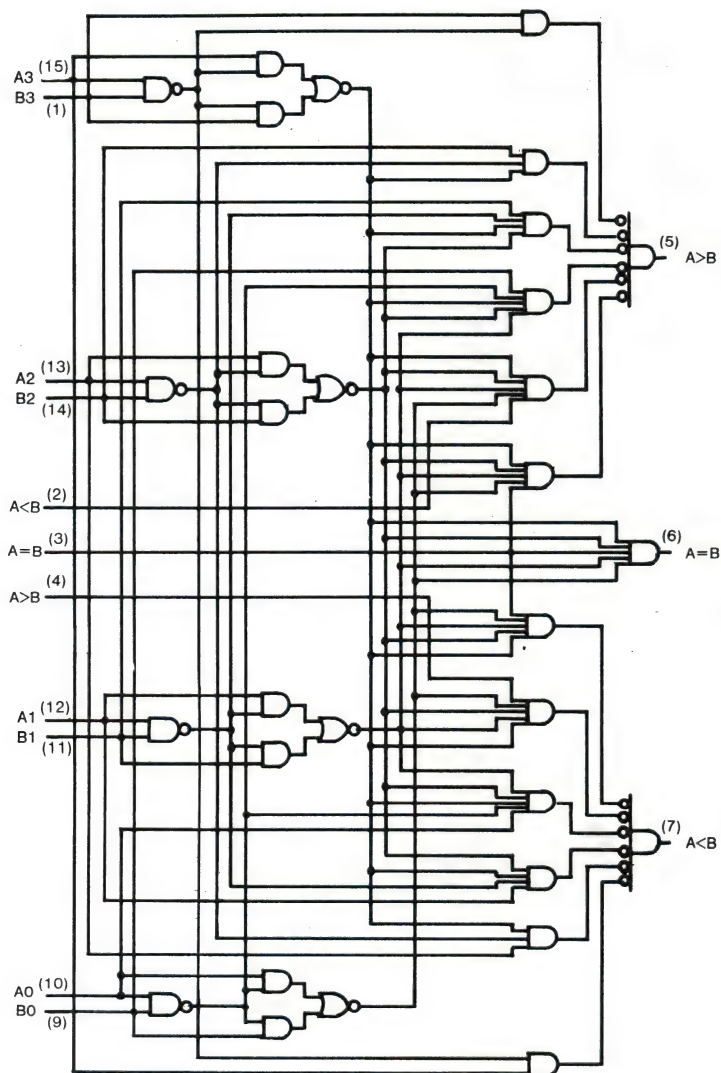 A3 (15)
B3
(1)
(5)
A>B
A2 (13)
B2
(14)
A<B (2)
A=B (3)
(6)
A=B
A>B (4)
A1 (12)
B1
(11)
(7)
A<B
A0 (10)
B0
(9)